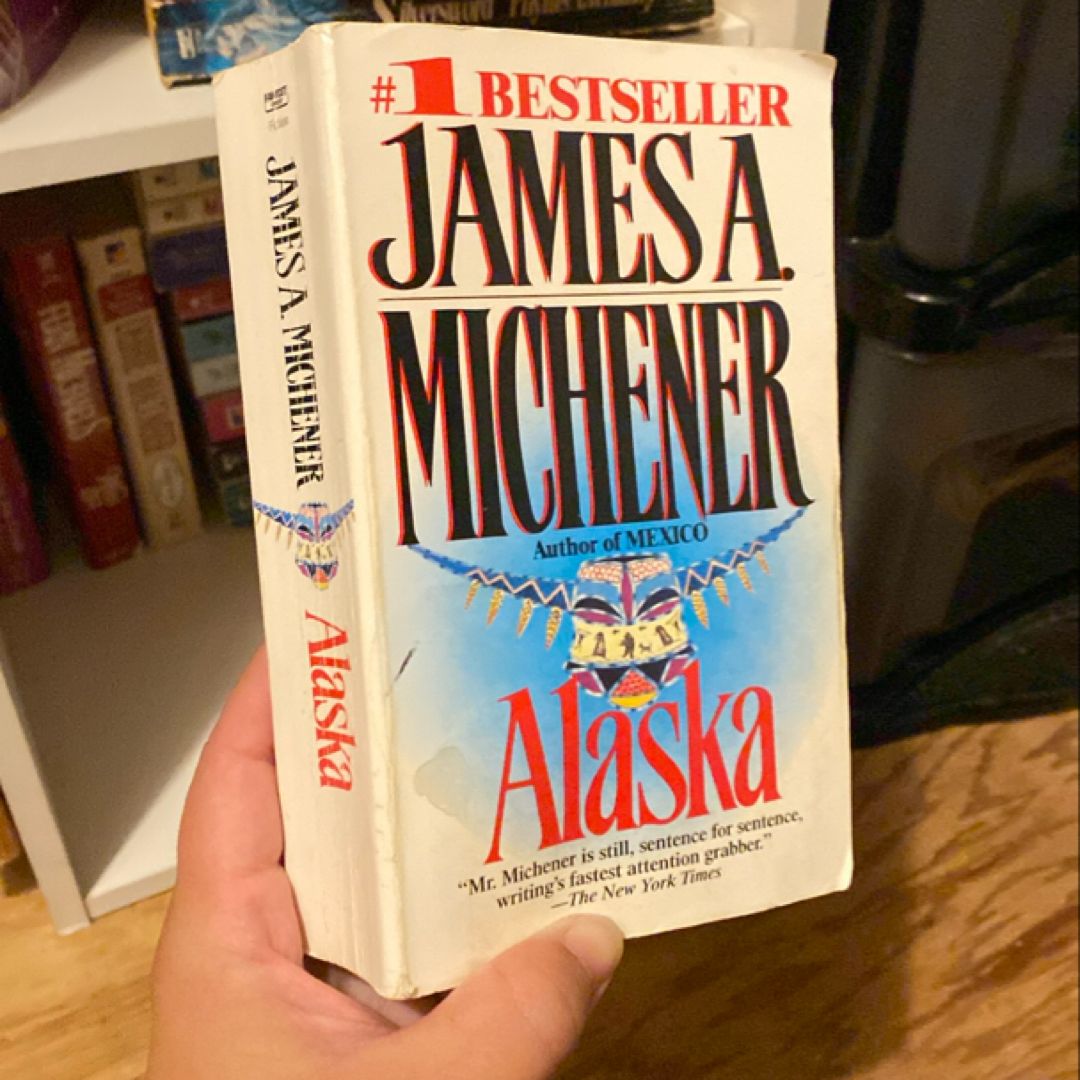 #1 BESTSELLER
JAMES A.
MICHENER
Author of MEXICO
Alaska
“Mr. Michener is still, sentence for sentence,
writing’s fastest attention grabber.”
—The New York Times
JAMES A. MICHENER
Alaska